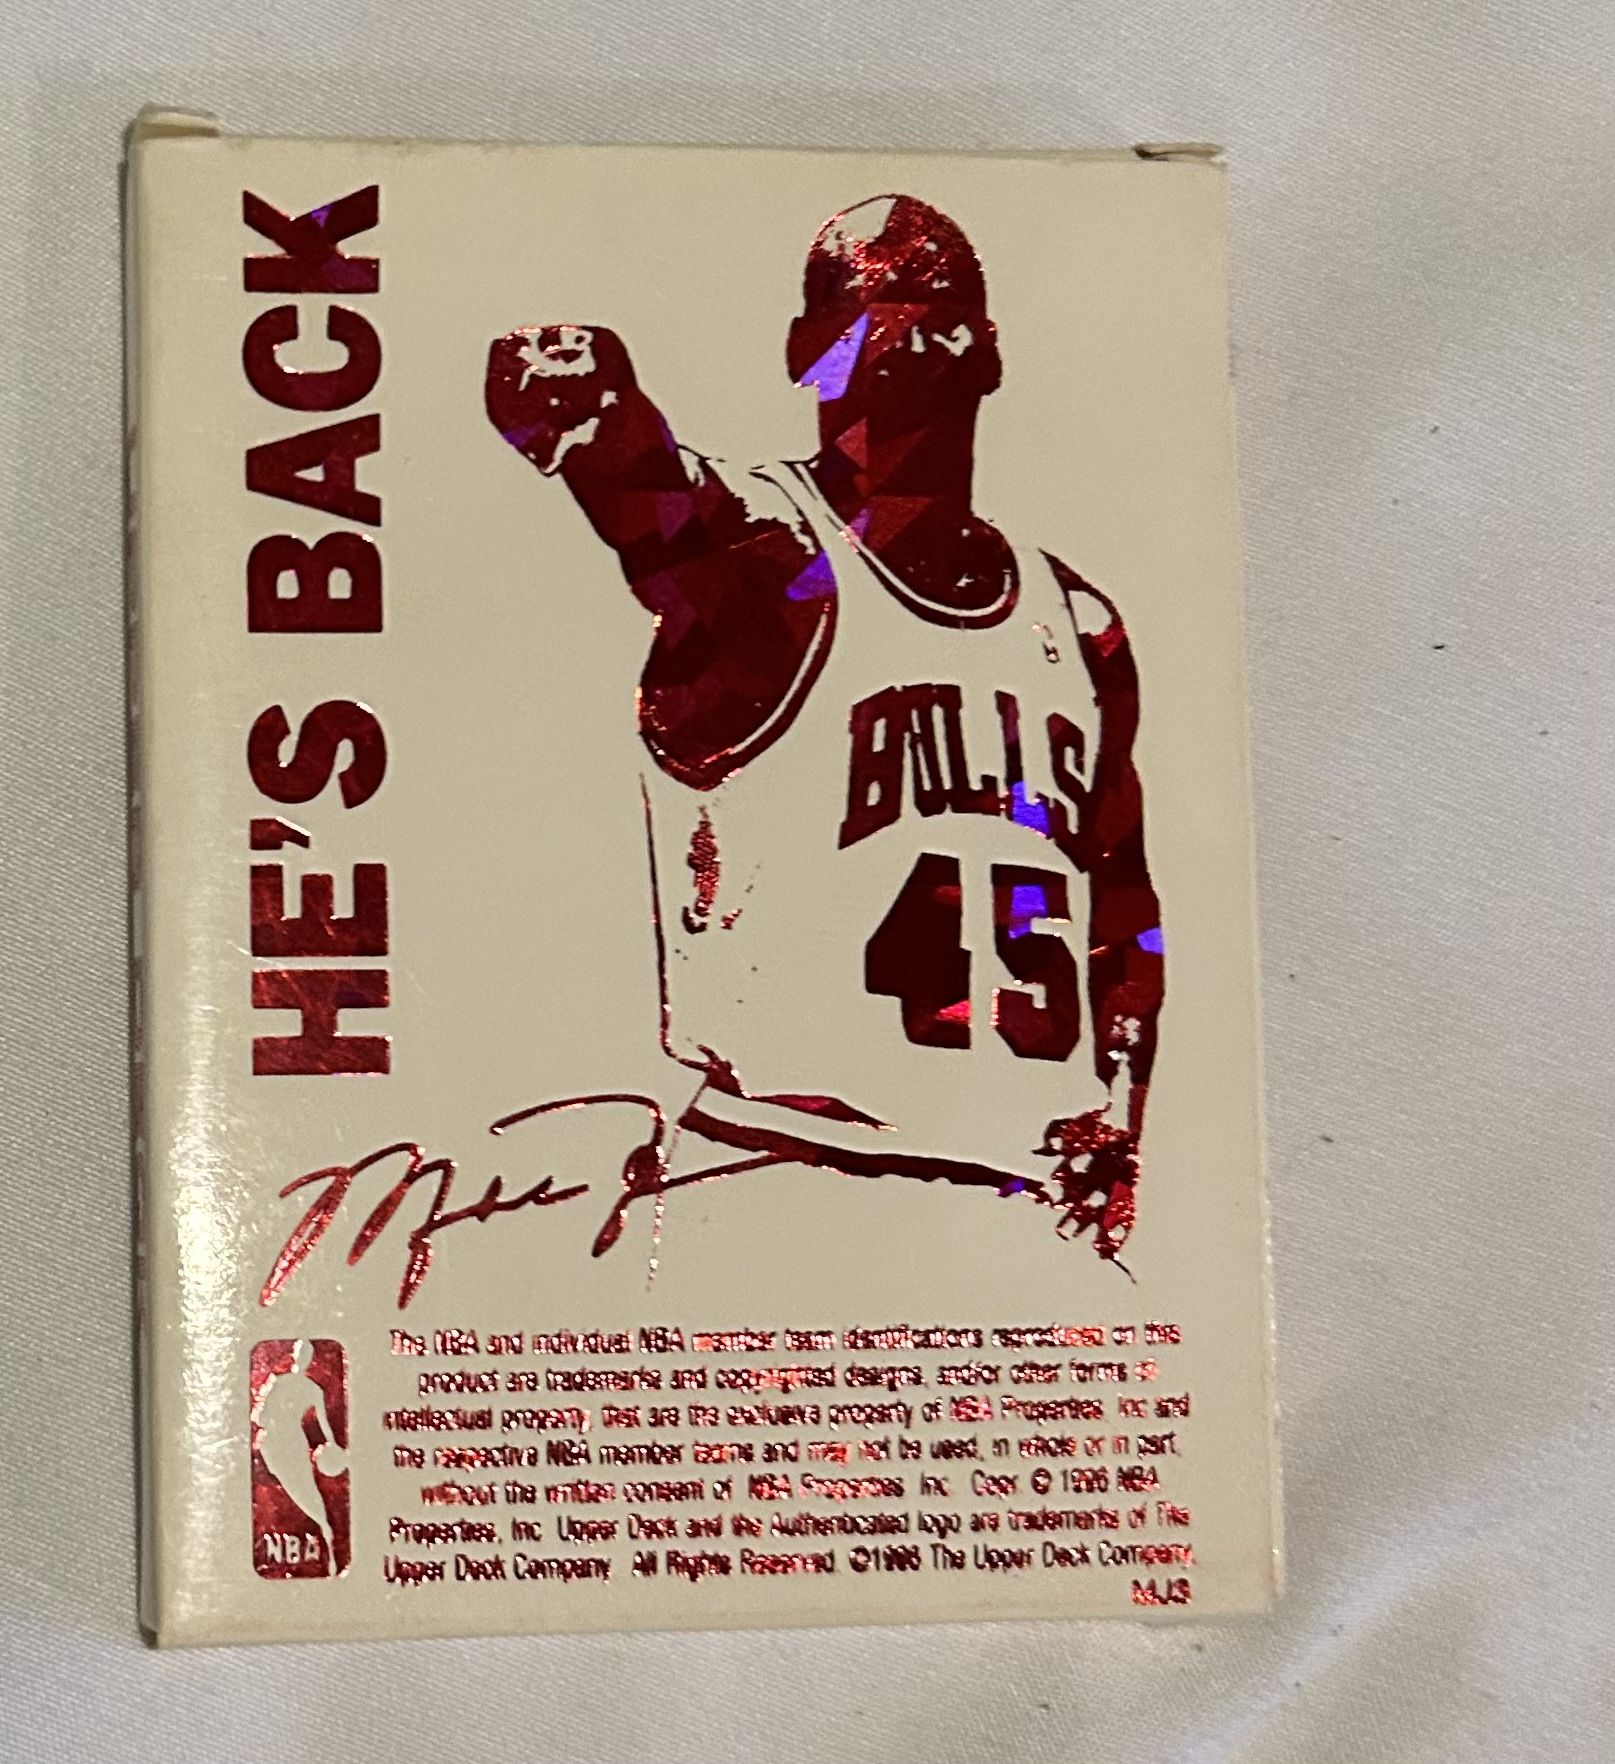 HE'S BACK
BULLS
45
NBA
The NBA and individual NBA member team identifications reproduced on this
product are trademarks and copyrighted designs, and/or other forms of
intellectual property, that are the exclusive property of NBA Properties, Inc and
the respective NBA member teams and may not be used, in whole or in part,
without the written consent of NBA Properties, Inc. Copr. © 1996 NBA
Properties, Inc. Upper Deck and the Authenticated logo are trademarks of The
Upper Deck Company. All Rights Reserved. ©1996 The Upper Deck Company.